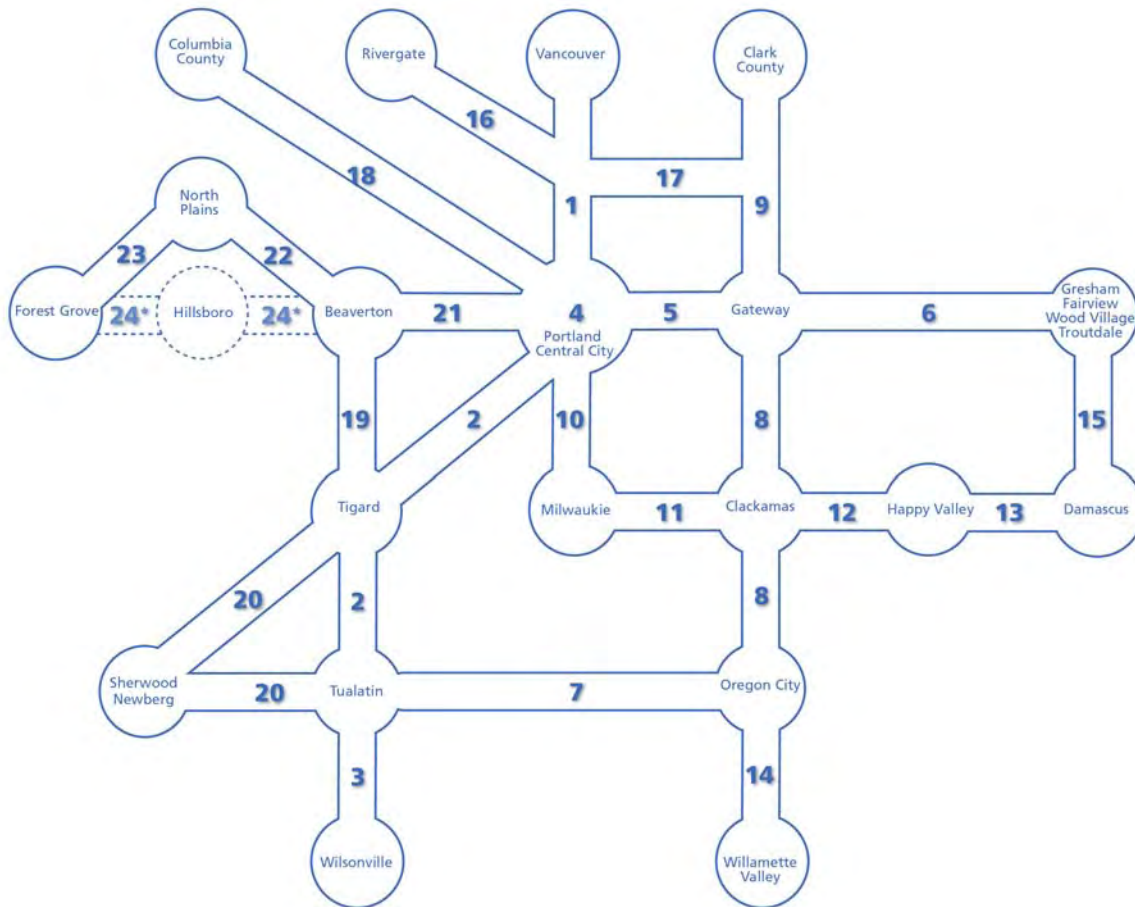 Columbia
County
Rivergate
Vancouver
Clark
County
16
18
17
North
Plains
1
9
23
22
Forest Grove
24*
Hillsboro
24*
Beaverton
21
4
Portland
Central City
5
Gateway
6
Gresham
Fairview
Wood Village
Troutdale
19
2
10
8
15
Tigard
Milwaukie
11
Clackamas
12
Happy Valley
13
Damascus
20
2
8
Sherwood
Newberg
20
Tualatin
7
Oregon City
3
14
Wilsonville
Willamette
Valley